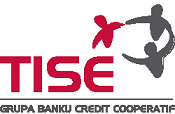 TISE
GRUPA BANKU CREDIT COOPERATIF